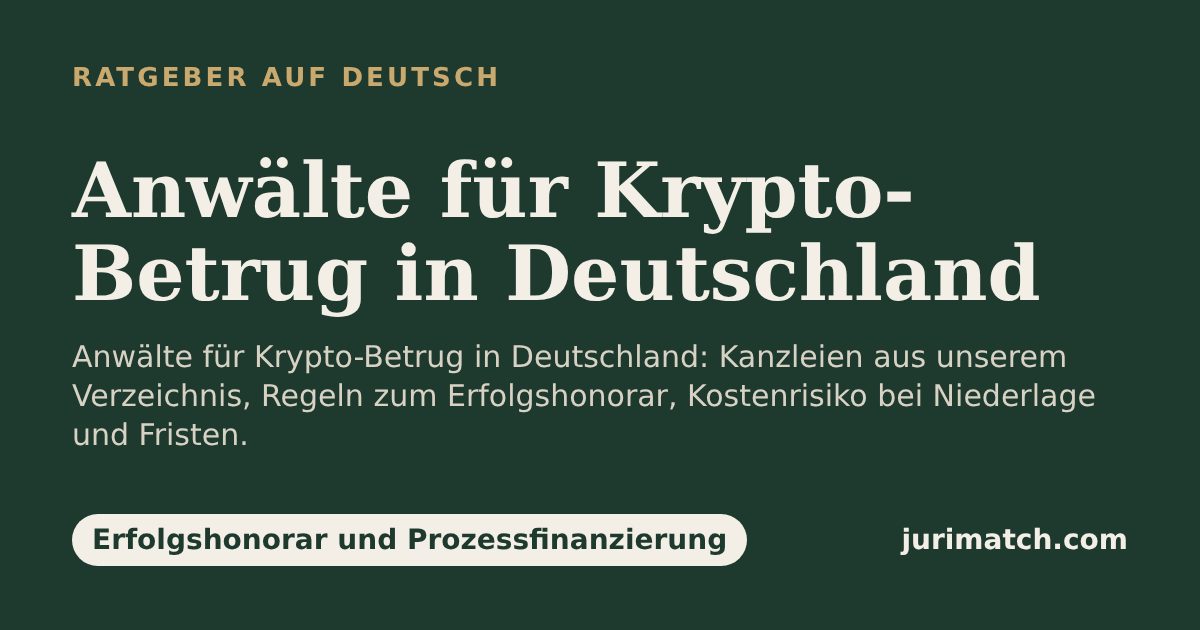 RATGEBER AUF DEUTSCH
Anwälte für Krypto-
Betrug in Deutschland
Anwälte für Krypto-Betrug in Deutschland: Kanzleien aus unserem
Verzeichnis, Regeln zum Erfolgshonorar, Kostenrisiko bei Niederlage
und Fristen.
Erfolgshonorar und Prozessfinanzierung
jurimatch.com